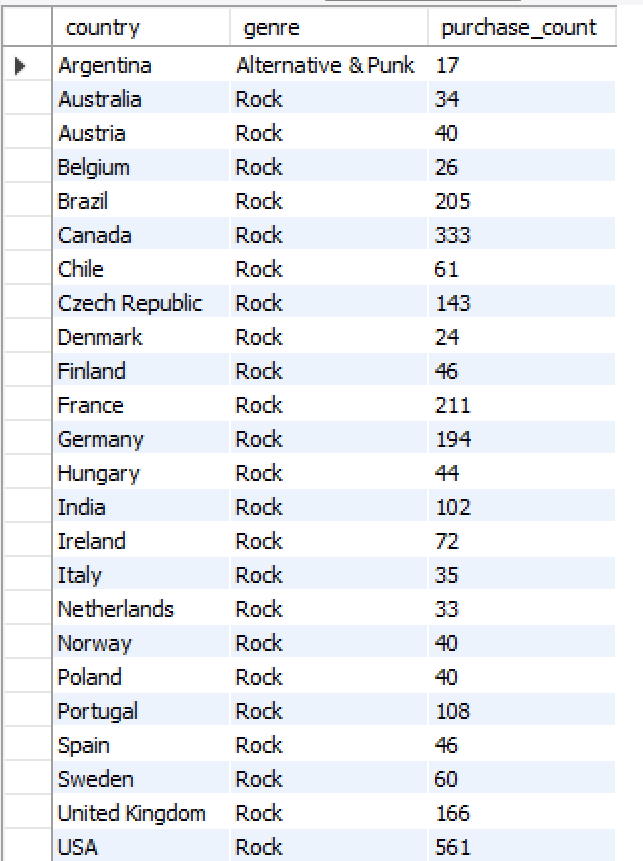 country genre purchase_count
Argentina Alternative & Punk 17
Australia Rock 34
Austria Rock 40
Belgium Rock 26
Brazil Rock 205
Canada Rock 333
Chile Rock 61
Czech Republic Rock 143
Denmark Rock 24
Finland Rock 46
France Rock 211
Germany Rock 194
Hungary Rock 44
India Rock 102
Ireland Rock 72
Italy Rock 35
Netherlands Rock 33
Norway Rock 40
Poland Rock 40
Portugal Rock 108
Spain Rock 46
Sweden Rock 60
United Kingdom Rock 166
USA Rock 561